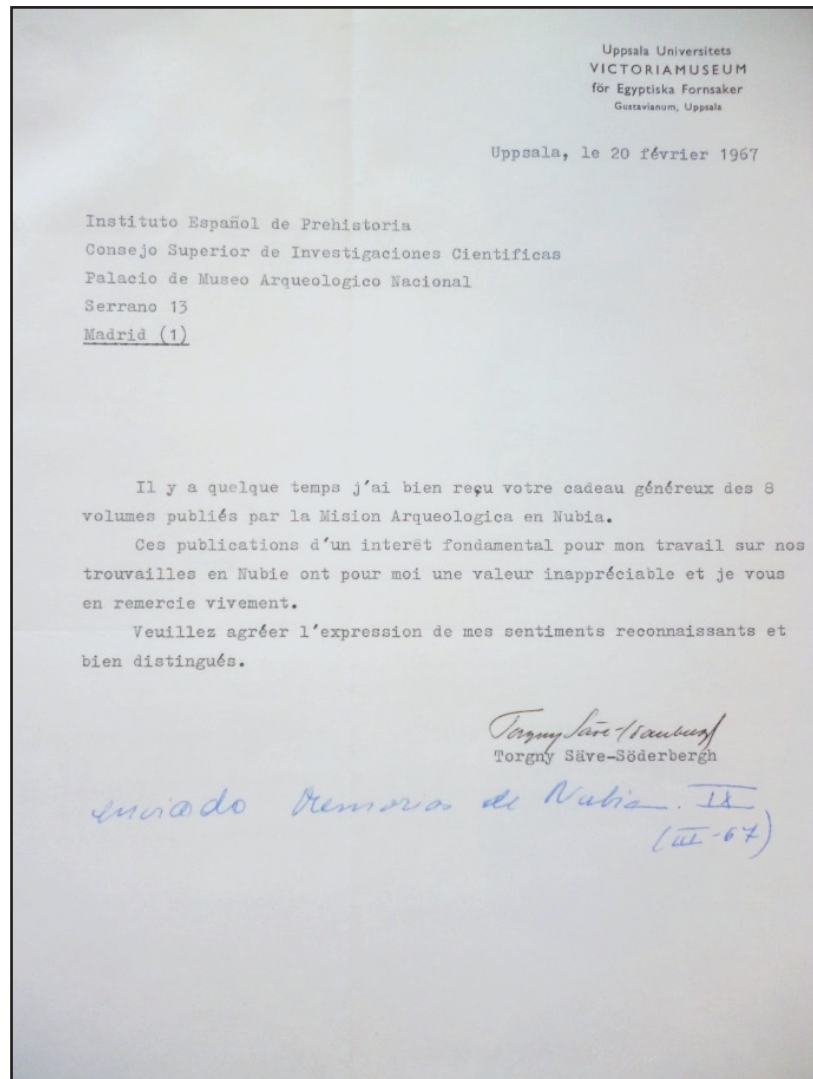 Uppsala Universitets
VICTORIAMUSEUM
för Egyptiska Fornsaker
Gustavianum, Uppsala
Uppsala, le 20 février 1967
Instituto Español de Prehistoria
Consejo Superior de Investigaciones Cientificas
Palacio de Museo Arqueologico Nacional
Serrano 13
Madrid (1)
Il y a quelque temps j'ai bien reçu votre cadeau généreux des 8
volumes publiés par la Mision Arqueologica en Nubia.
Ces publications d'un interêt fondamental pour mon travail sur nos
trouvailles en Nubie ont pour moi une valeur inappréciable et je vous
en remercie vivement.
Veuillez agréer l'expression de mes sentiments reconnaissants et
bien distingués.
Torgny Säve-Söderbergh
Torgny Säve-Söderbergh
enviado Memorias de Nubia. IX
(III-67)